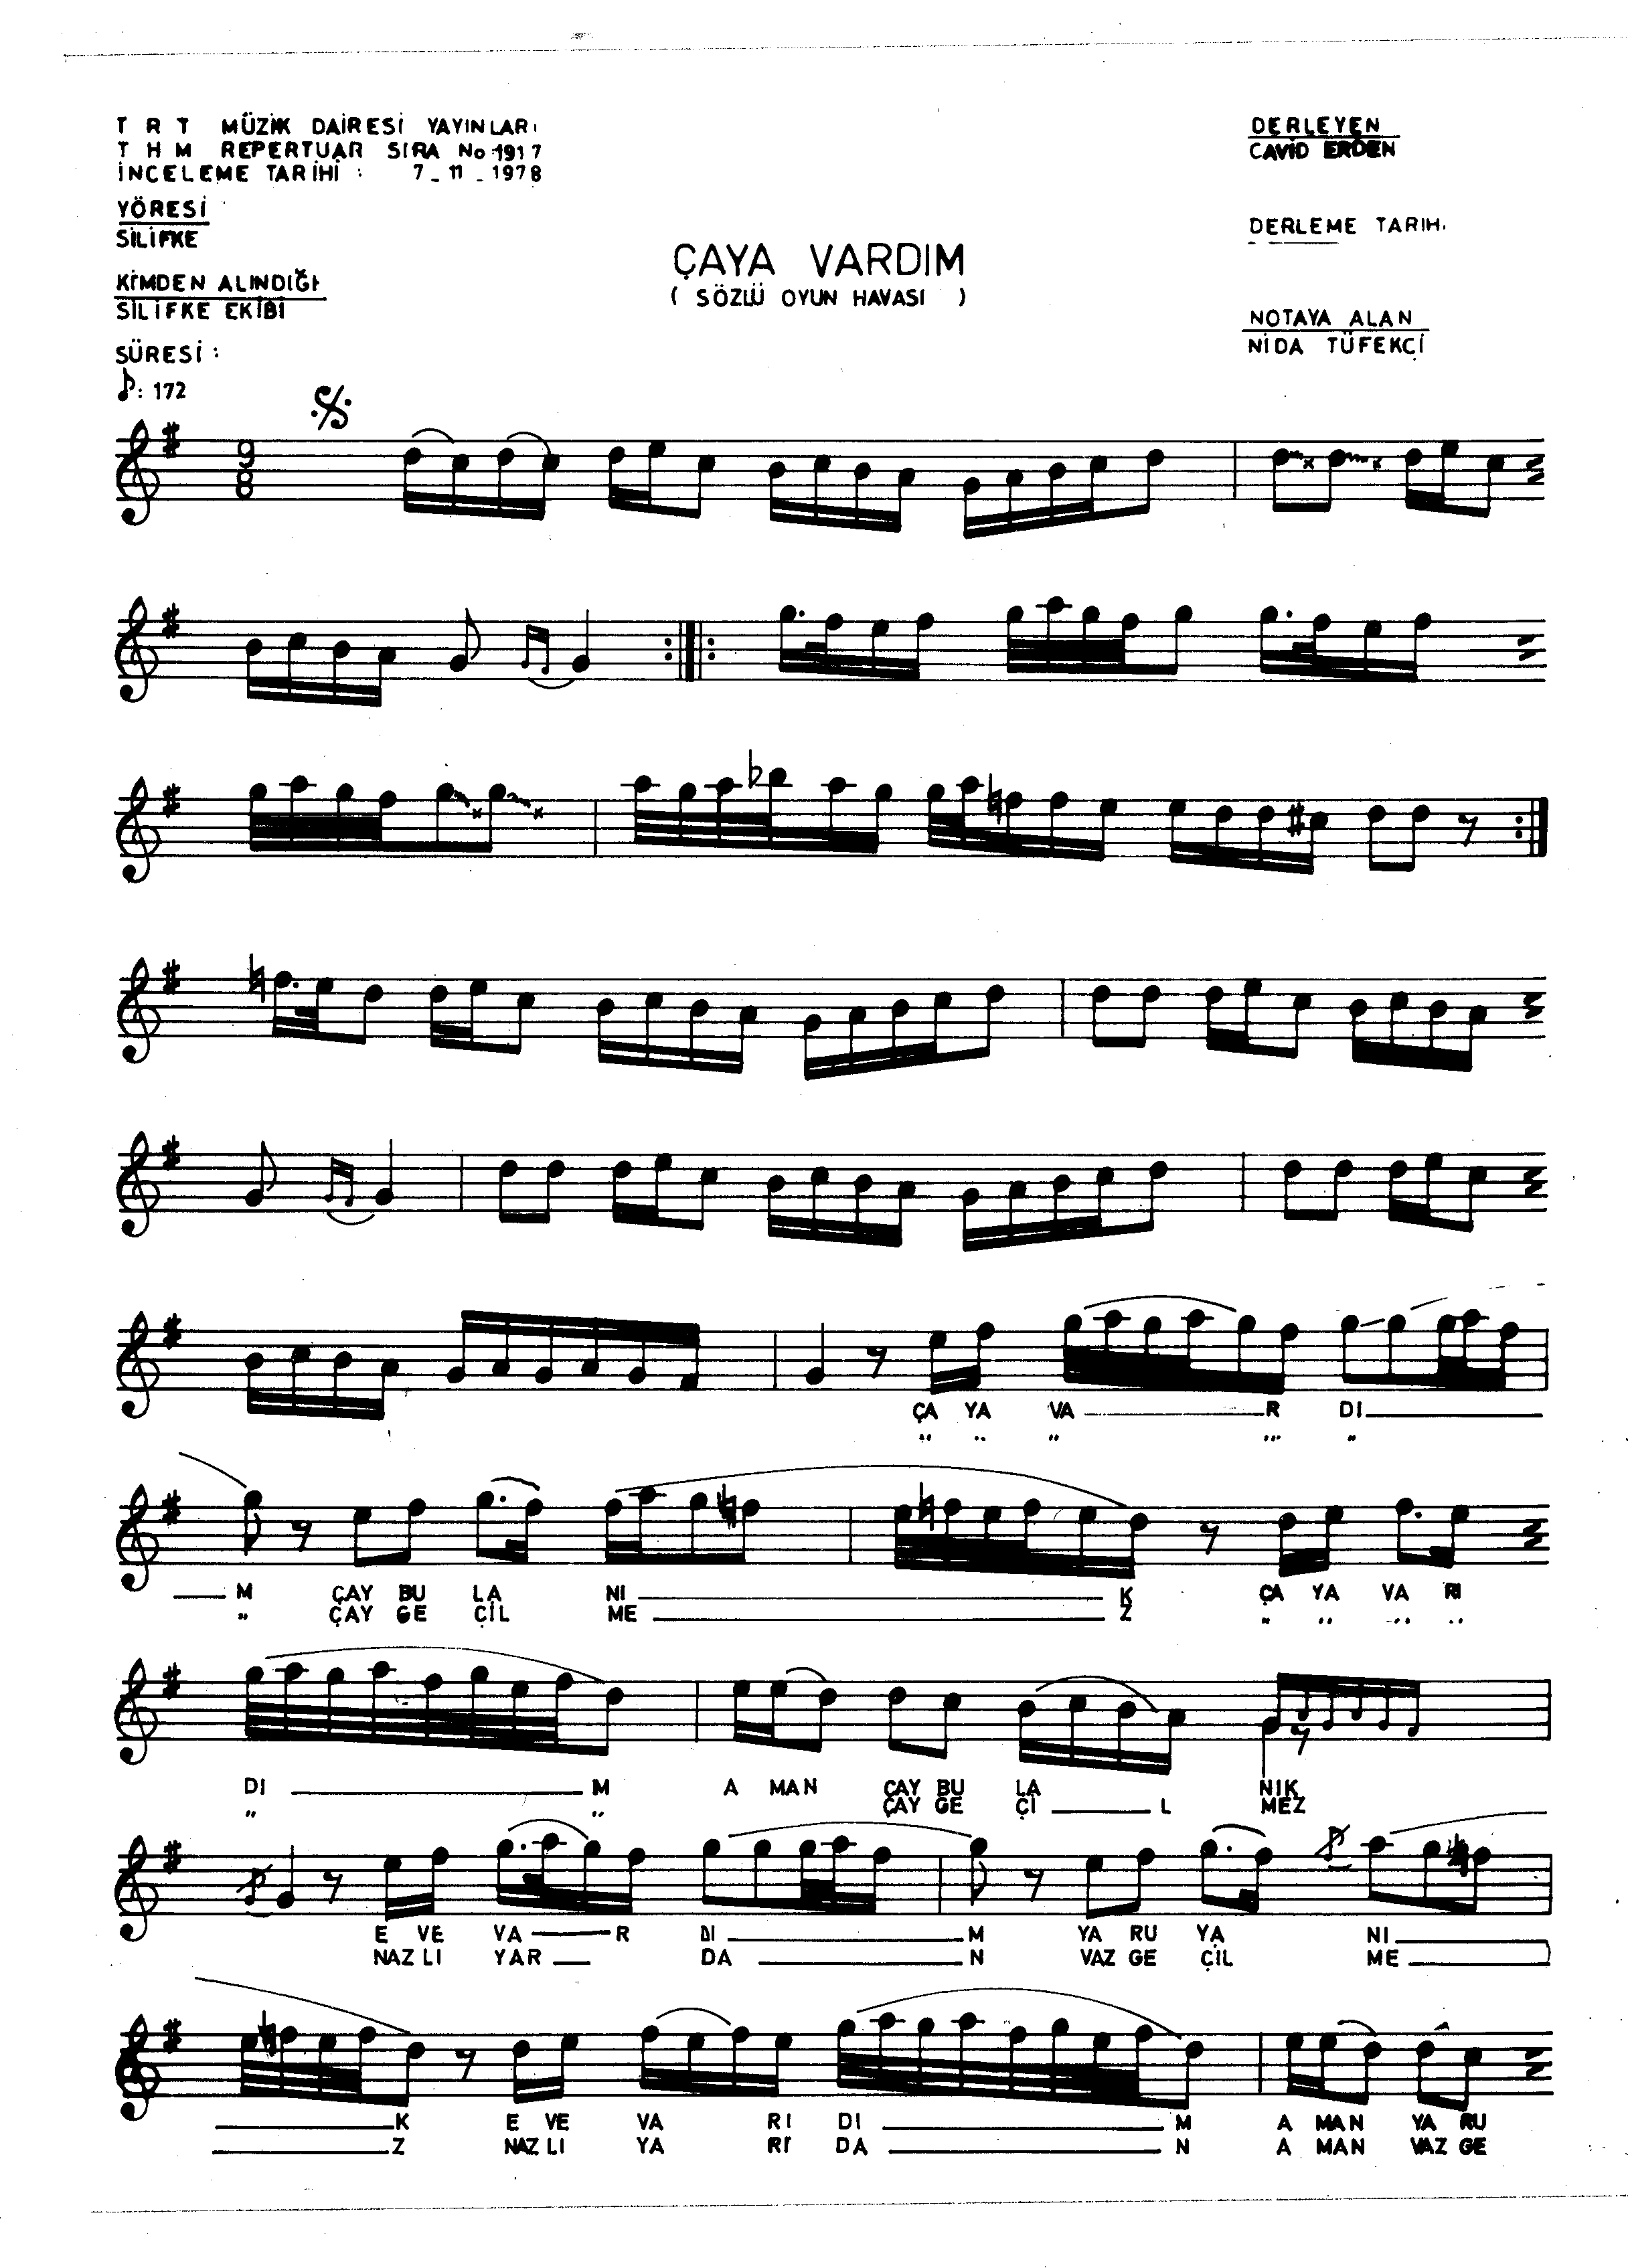 T R T MÜZİK DAİRESİ YAYINLARI
T H M REPERTUAR SIRA No:1917
İNCELEME TARİHİ : 7 - 11 - 1978
DERLEYEN
CAVİD ERDEN
YÖRESİ
SİLİFKE
DERLEME TARİHİ
ÇAYA VARDIM
( SÖZLÜ OYUN HAVASI )
KİMDEN ALINDIĞI
SİLİFKE EKİBİ
NOTAYA ALAN
NİDA TÜFEKÇİ
SÜRESİ :
♪: 172
9
8
ÇA YA VA R DI
" " " " "
M ÇAY BU LA NI K ÇA YA VA RI
" ÇAY GE ÇİL ME Z " " " "
DI M A MAN ÇAY BU LA NIK
" " ÇAY GE Çİ L MEZ
E VE VA R DI M YA RU YA NI
NAZ LI YAR DA N VAZ GE ÇİL ME
K E VE VA RI DI M A MAN YA RU
Z NAZ LI YA RI DA N A MAN VAZ GE